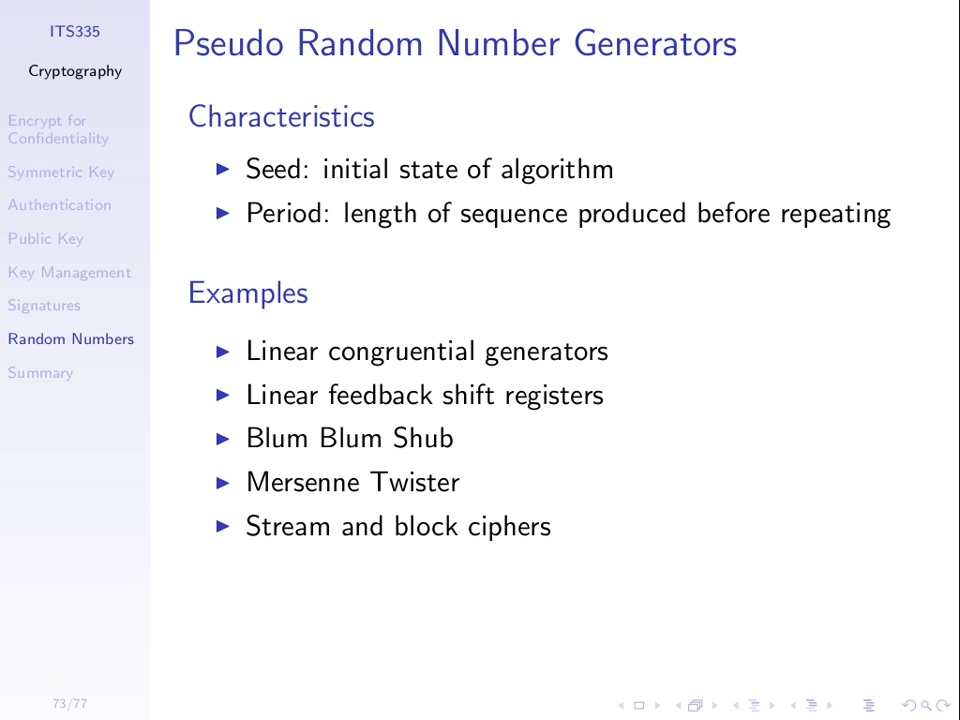 ITS335
Cryptography
Encrypt for
Confidentiality
Symmetric Key
Authentication
Public Key
Key Management
Signatures
Random Numbers
Summary
73/77
Pseudo Random Number Generators
Characteristics
Seed: initial state of algorithm
Period: length of sequence produced before repeating
Examples
Linear congruential generators
Linear feedback shift registers
Blum Blum Shub
Mersenne Twister
Stream and block ciphers